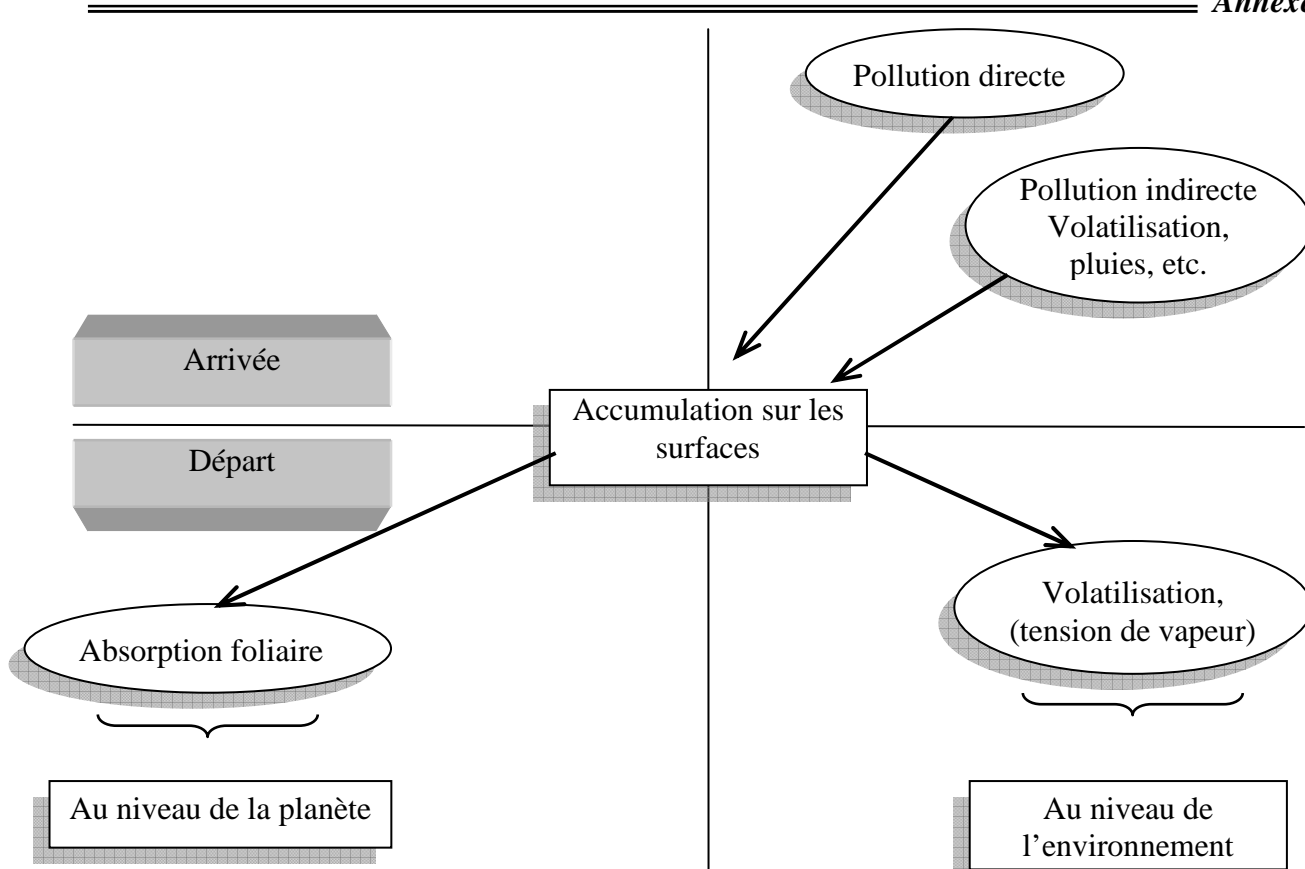 Annexe
Pollution directe
Pollution indirecte
Volatilisation,
pluies, etc.
Arrivée
Accumulation sur les
surfaces
Départ
Volatilisation,
(tension de vapeur)
Absorption foliaire
Au niveau de la planète
Au niveau de
l’environnement